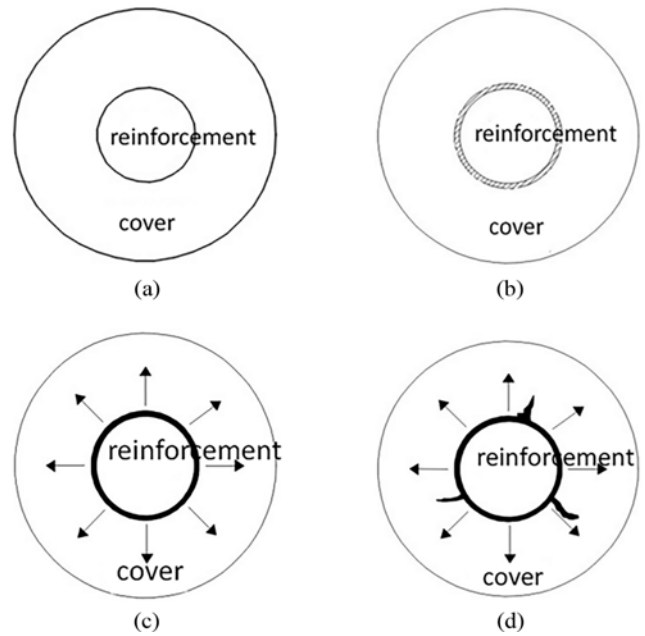 reinforcement
cover
(a)
reinforcement
cover
(b)
reinforcement
cover
(c)
reinforcement
cover
(d)